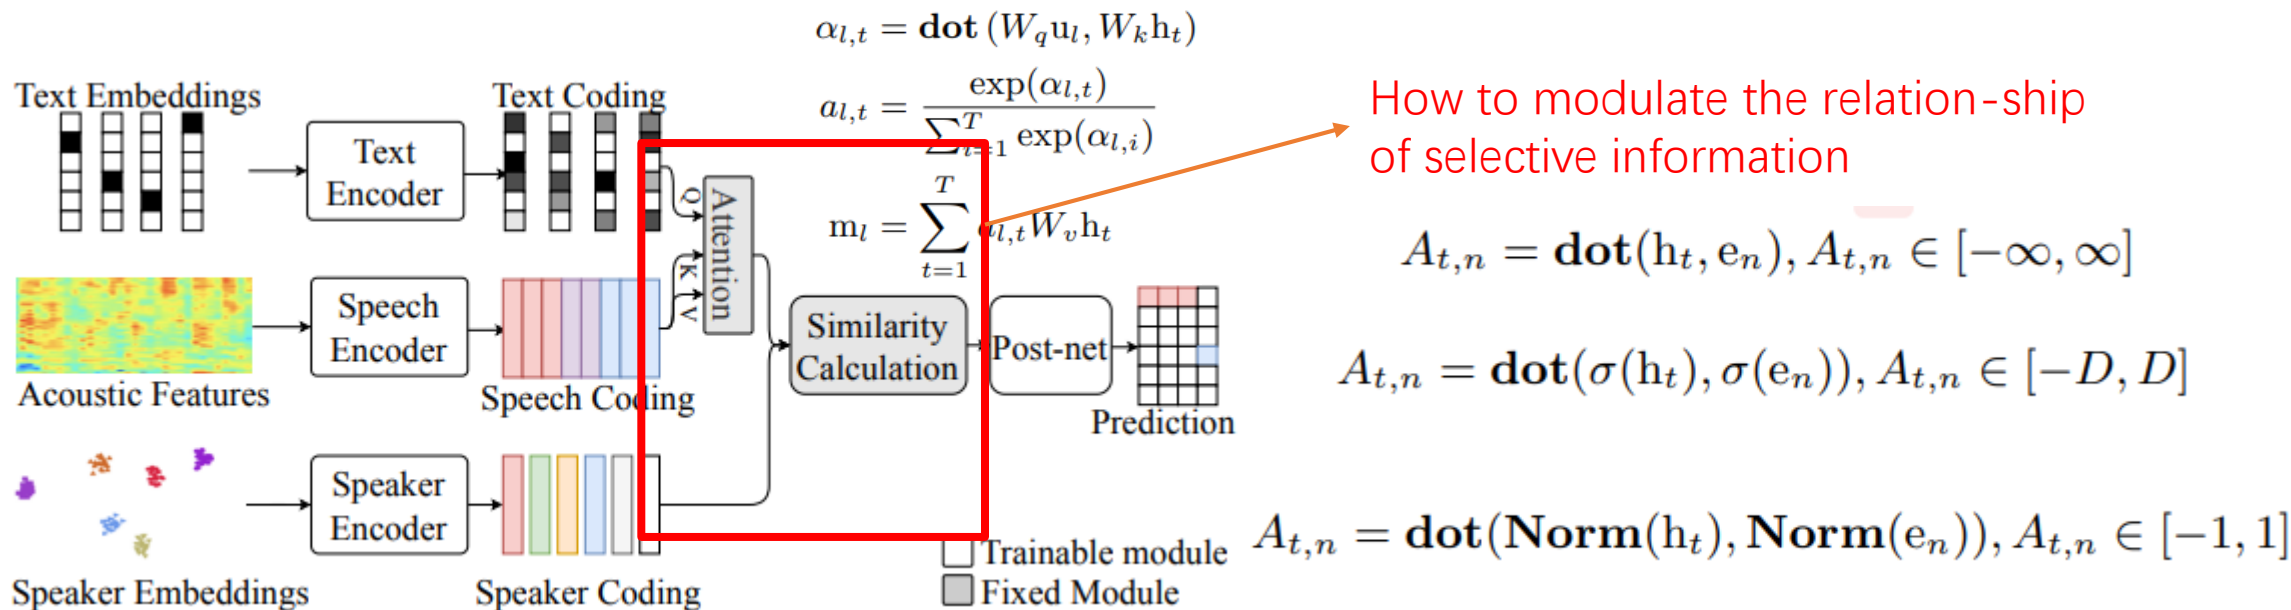 α_{l,t} = dot (W_q u_l, W_k h_t)
a_{l,t} = exp(α_{l,t}) / ∑_{i=1}^{T} exp(α_{l,i})
m_l = ∑_{t=1}^{T} a_{l,t} W_v h_t
How to modulate the relation-ship
of selective information
Text Embeddings
Text
Encoder
Text Coding
Q
K
V
Attention
Acoustic Features
Speech
Encoder
Speech Coding
Similarity
Calculation
Post-net
Prediction
Speaker Embeddings
Speaker
Encoder
Speaker Coding
Trainable module
Fixed Module
A_{t,n} = dot(h_t, e_n), A_{t,n} ∈ [−∞, ∞]
A_{t,n} = dot(σ(h_t), σ(e_n)), A_{t,n} ∈ [−D, D]
A_{t,n} = dot(Norm(h_t), Norm(e_n)), A_{t,n} ∈ [−1, 1]